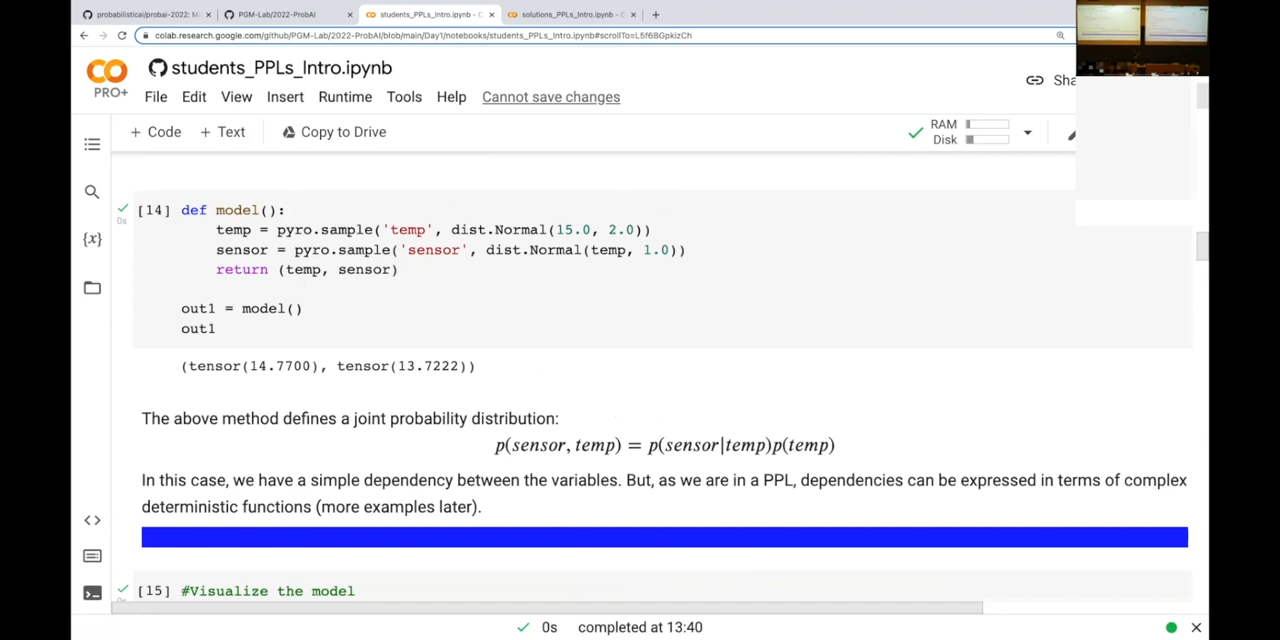 probabilisticai/probai-2022: M
PGM-Lab/2022-ProbAI
students_PPLs_Intro.ipynb - C
solutions_PPLs_Intro.ipynb - C
colab.research.google.com/github/PGM-Lab/2022-ProbAI/blob/main/Day1/notebooks/students_PPLs_Intro.ipynb#scrollTo=L5f6BGpkizCh
students_PPLs_Intro.ipynb
PRO+
File Edit View Insert Runtime Tools Help Cannot save changes
Sha
+ Code + Text Copy to Drive
RAM
Disk
[14] def model():
0s
temp = pyro.sample('temp', dist.Normal(15.0, 2.0))
sensor = pyro.sample('sensor', dist.Normal(temp, 1.0))
{x}
return (temp, sensor)
out1 = model()
out1
(tensor(14.7700), tensor(13.7222))
The above method defines a joint probability distribution:
p(sensor, temp) = p(sensor|temp)p(temp)
In this case, we have a simple dependency between the variables. But, as we are in a PPL, dependencies can be expressed in terms of complex
deterministic functions (more examples later).
[15] #Visualize the model
0s completed at 13:40